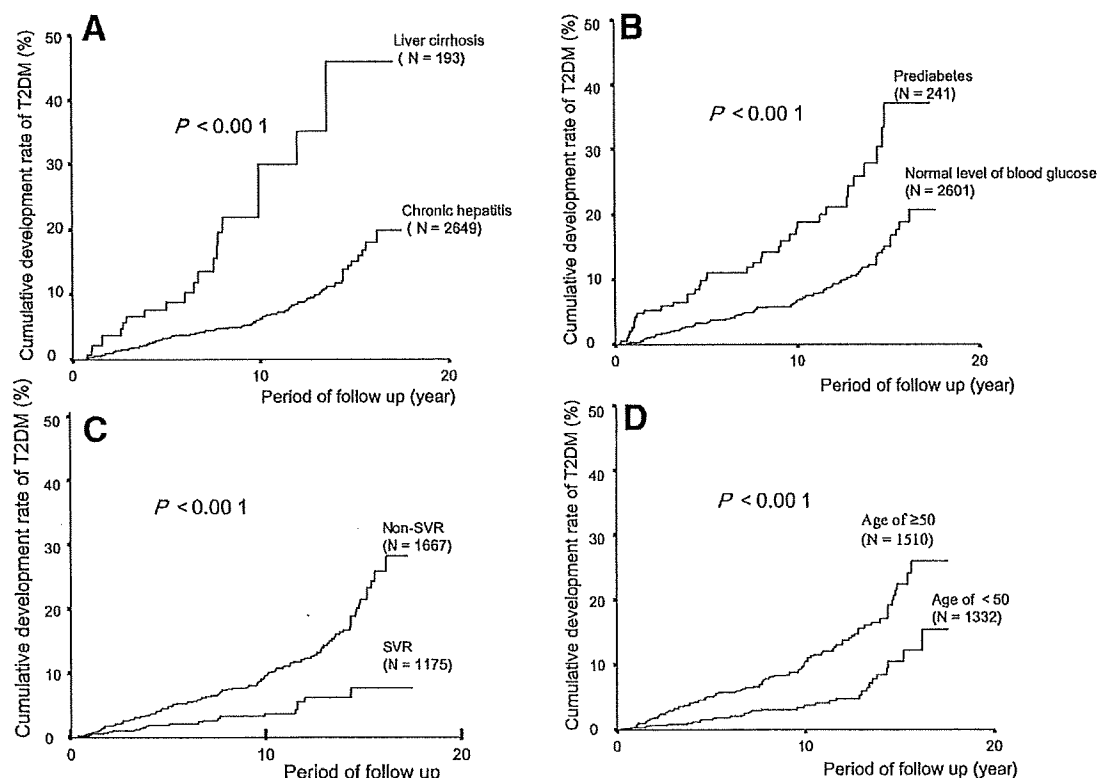 A
Cumulative development rate of T2DM (%)
50
40
30
20
10
0
P < 0.00 1
Liver cirrhosis
( N = 193)
Chronic hepatitis
( N = 2649)
0
10
20
Period of follow up (year)
B
Cumulative development rate of T2DM (%)
50
40
30
20
10
0
P < 0.00 1
Prediabetes
(N = 241)
Normal level of blood glucose
(N = 2601)
0
10
20
Period of follow up (year)
C
Cumulative development rate of T2DM (%)
50
40
30
20
10
0
P < 0.00 1
Non-SVR
(N = 1667)
SVR
(N = 1175)
0
10
20
Period of follow up
D
Cumulative development rate of T2DM (%)
50
40
30
20
10
0
P < 0.00 1
Age of ≥50
(N = 1510)
Age of < 50
(N = 1332)
0
10
20
Period of follow up (year)